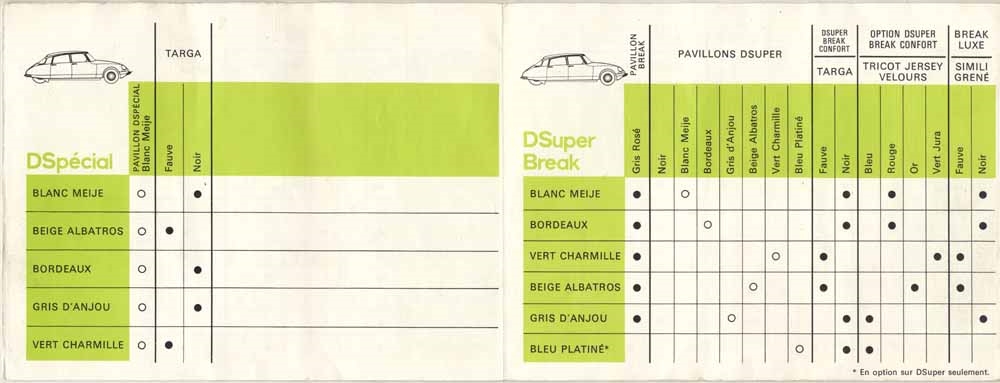 TARGA
DSpécial
PAVILLON DSPÉCIAL
Blanc Meije
Fauve
Noir
BLANC MEIJE
BEIGE ALBATROS
BORDEAUX
GRIS D'ANJOU
VERT CHARMILLE
PAVILLON
BREAK
PAVILLONS DSUPER
DSUPER
BREAK
CONFORT
OPTION DSUPER
BREAK CONFORT
BREAK
LUXE
TARGA
TRICOT JERSEY
VELOURS
SIMILI
GRENÉ
DSuper
Break
Gris Rosé
Noir
Blanc Meije
Bordeaux
Gris d'Anjou
Beige Albatros
Vert Charmille
Bleu Platiné
Fauve
Noir
Bleu
Rouge
Or
Vert Jura
Fauve
Noir
BLANC MEIJE
BORDEAUX
VERT CHARMILLE
BEIGE ALBATROS
GRIS D'ANJOU
BLEU PLATINÉ*
* En option sur DSuper seulement.